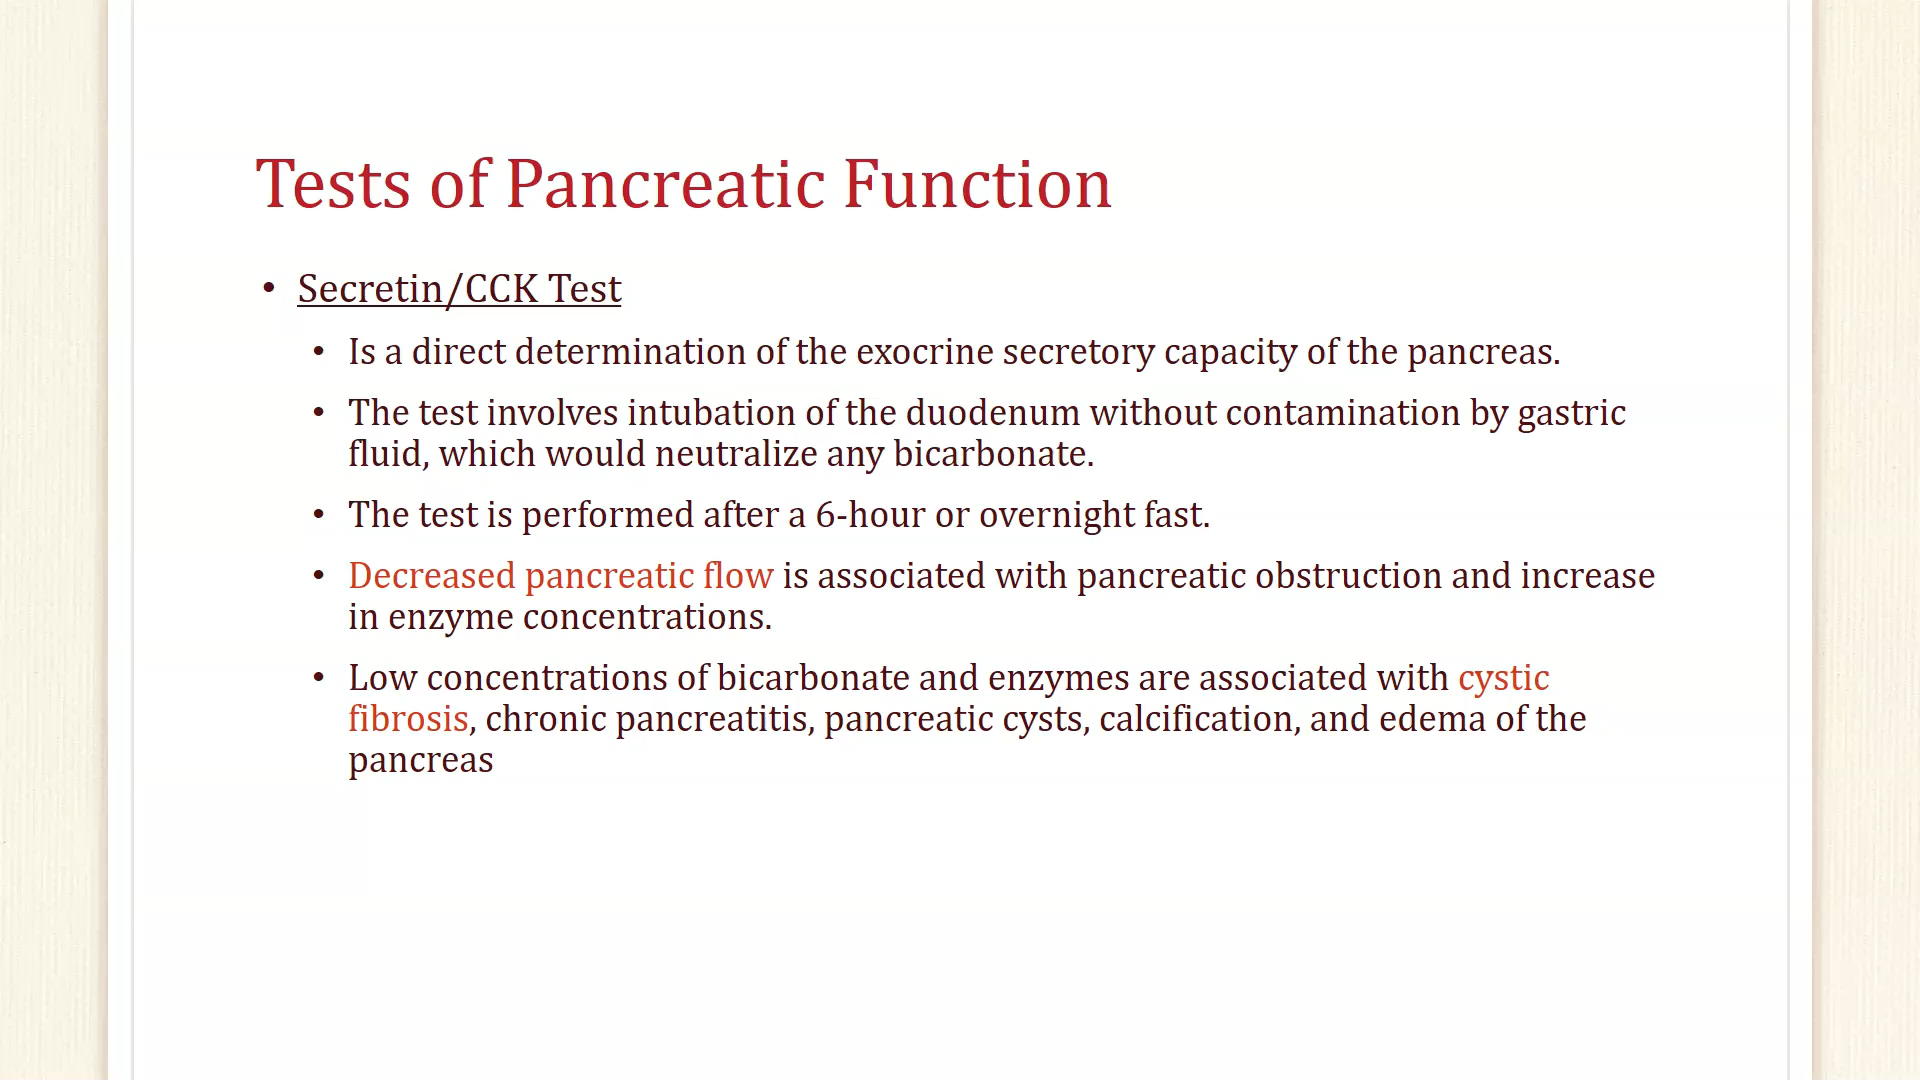 Tests of Pancreatic Function
• Secretin/CCK Test
• Is a direct determination of the exocrine secretory capacity of the pancreas.
• The test involves intubation of the duodenum without contamination by gastric
fluid, which would neutralize any bicarbonate.
• The test is performed after a 6-hour or overnight fast.
• Decreased pancreatic flow is associated with pancreatic obstruction and increase
in enzyme concentrations.
• Low concentrations of bicarbonate and enzymes are associated with cystic
fibrosis, chronic pancreatitis, pancreatic cysts, calcification, and edema of the
pancreas